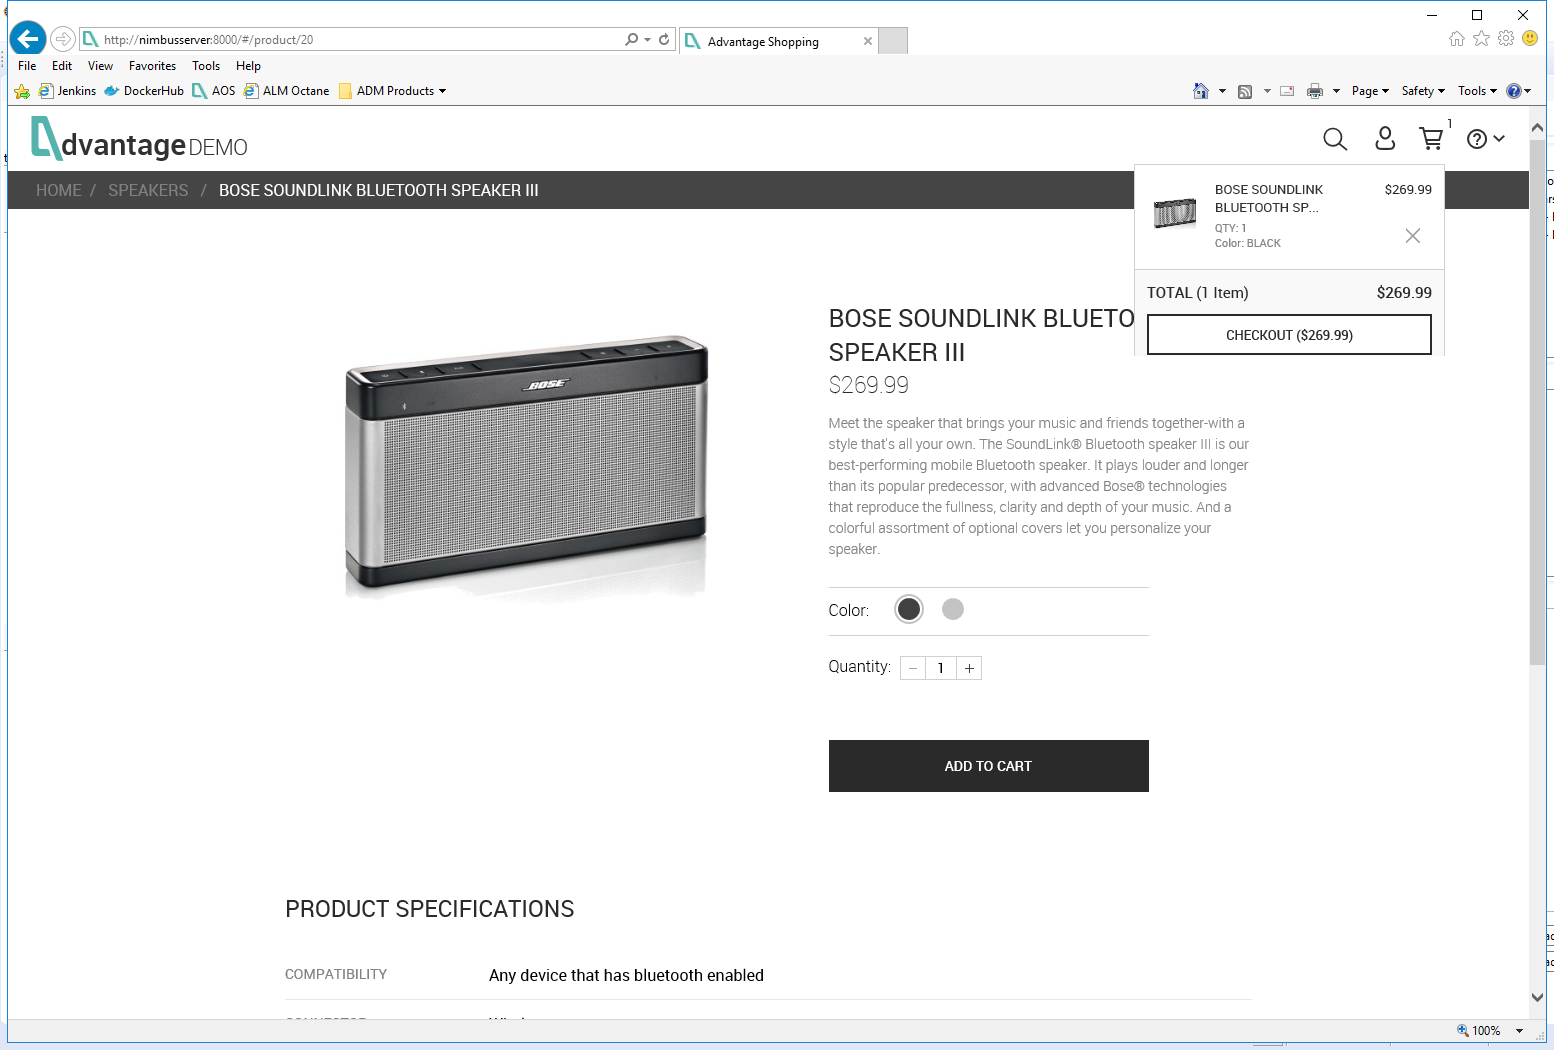 http://nimbusserver:8000/#/product/20
Advantage Shopping
File Edit View Favorites Tools Help
Jenkins DockerHub AOS ALM Octane ADM Products
Page Safety Tools
dvantage DEMO
1
HOME / SPEAKERS / BOSE SOUNDLINK BLUETOOTH SPEAKER III
BOSE SOUNDLINK
BLUETOOTH SP...
$269.99
QTY: 1
Color: BLACK
TOTAL (1 Item) $269.99
CHECKOUT ($269.99)
BOSE
BOSE SOUNDLINK BLUETO
SPEAKER III
$269.99
Meet the speaker that brings your music and friends together-with a
style that's all your own. The SoundLink® Bluetooth speaker III is our
best-performing mobile Bluetooth speaker. It plays louder and longer
than its popular predecessor, with advanced Bose® technologies
that reproduce the fullness, clarity and depth of your music. And a
colorful assortment of optional covers let you personalize your
speaker.
Color:
Quantity: − 1 +
ADD TO CART
PRODUCT SPECIFICATIONS
COMPATIBILITY Any device that has bluetooth enabled
100%